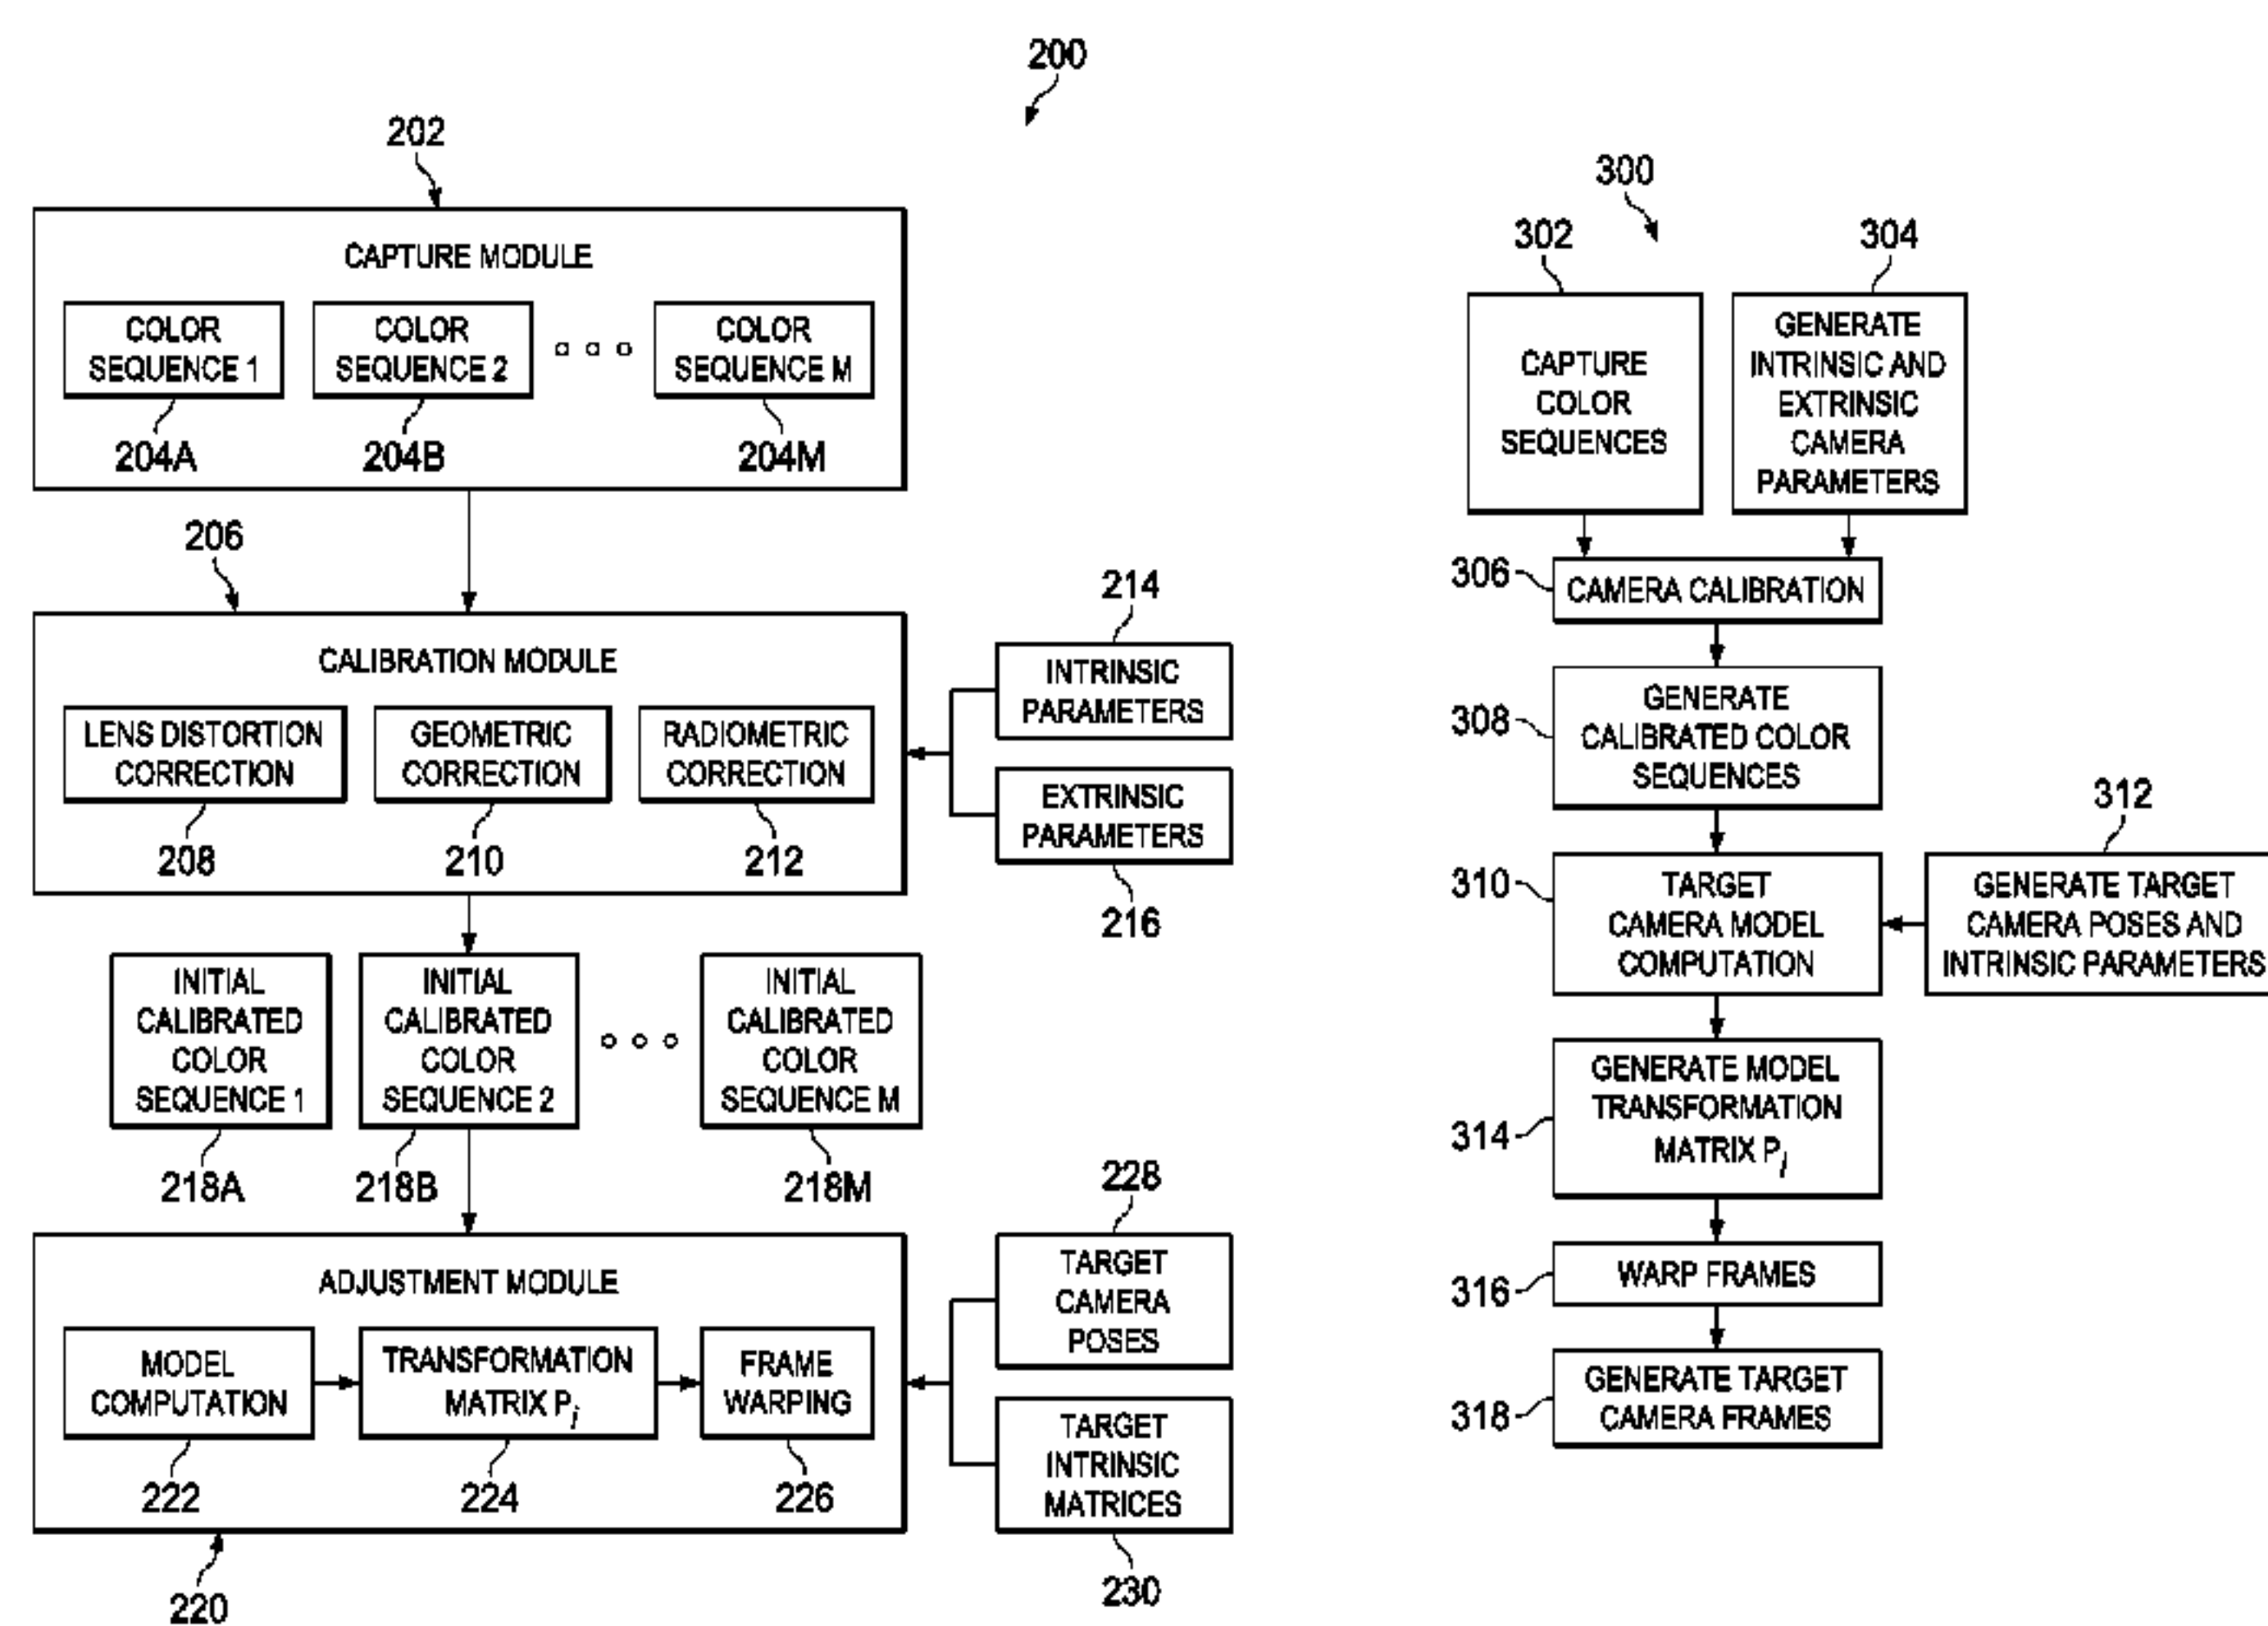 200
202
CAPTURE MODULE
COLOR
SEQUENCE 1
COLOR
SEQUENCE 2
COLOR
SEQUENCE M
204A
204B
204M
206
CALIBRATION MODULE
LENS DISTORTION
CORRECTION
GEOMETRIC
CORRECTION
RADIOMETRIC
CORRECTION
208
210
212
214
INTRINSIC
PARAMETERS
EXTRINSIC
PARAMETERS
216
INITIAL
CALIBRATED
COLOR
SEQUENCE 1
INITIAL
CALIBRATED
COLOR
SEQUENCE 2
INITIAL
CALIBRATED
COLOR
SEQUENCE M
218A
218B
218M
ADJUSTMENT MODULE
MODEL
COMPUTATION
TRANSFORMATION
MATRIX Pj
FRAME
WARPING
222
224
226
220
228
TARGET
CAMERA
POSES
TARGET
INTRINSIC
MATRICES
230
300
302
CAPTURE
COLOR
SEQUENCES
304
GENERATE
INTRINSIC AND
EXTRINSIC
CAMERA
PARAMETERS
306
CAMERA CALIBRATION
308
GENERATE
CALIBRATED COLOR
SEQUENCES
310
TARGET
CAMERA MODEL
COMPUTATION
312
GENERATE TARGET
CAMERA POSES AND
INTRINSIC PARAMETERS
314
GENERATE MODEL
TRANSFORMATION
MATRIX Pj
316
WARP FRAMES
318
GENERATE TARGET
CAMERA FRAMES